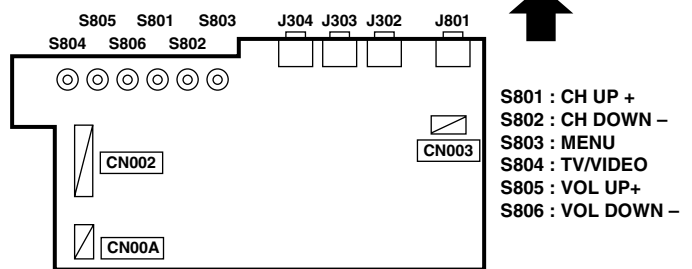 S805 S801 S803 J304 J303 J302 J801
S804 S806 S802
CN002
CN003
CN00A
S801 : CH UP +
S802 : CH DOWN –
S803 : MENU
S804 : TV/VIDEO
S805 : VOL UP+
S806 : VOL DOWN –